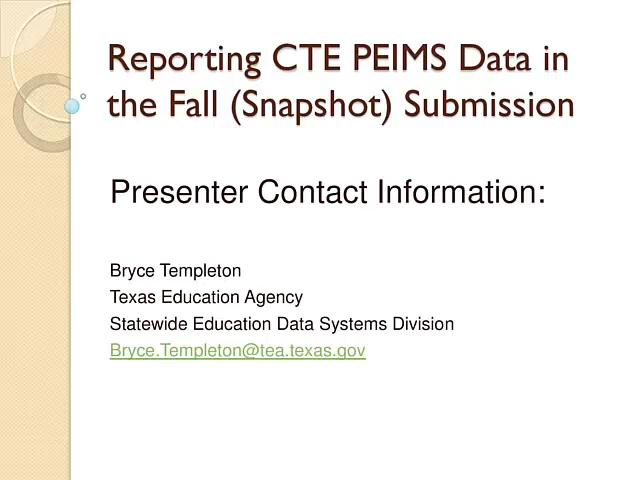 Reporting CTE PEIMS Data in
the Fall (Snapshot) Submission
Presenter Contact Information:
Bryce Templeton
Texas Education Agency
Statewide Education Data Systems Division
Bryce.Templeton@tea.texas.gov